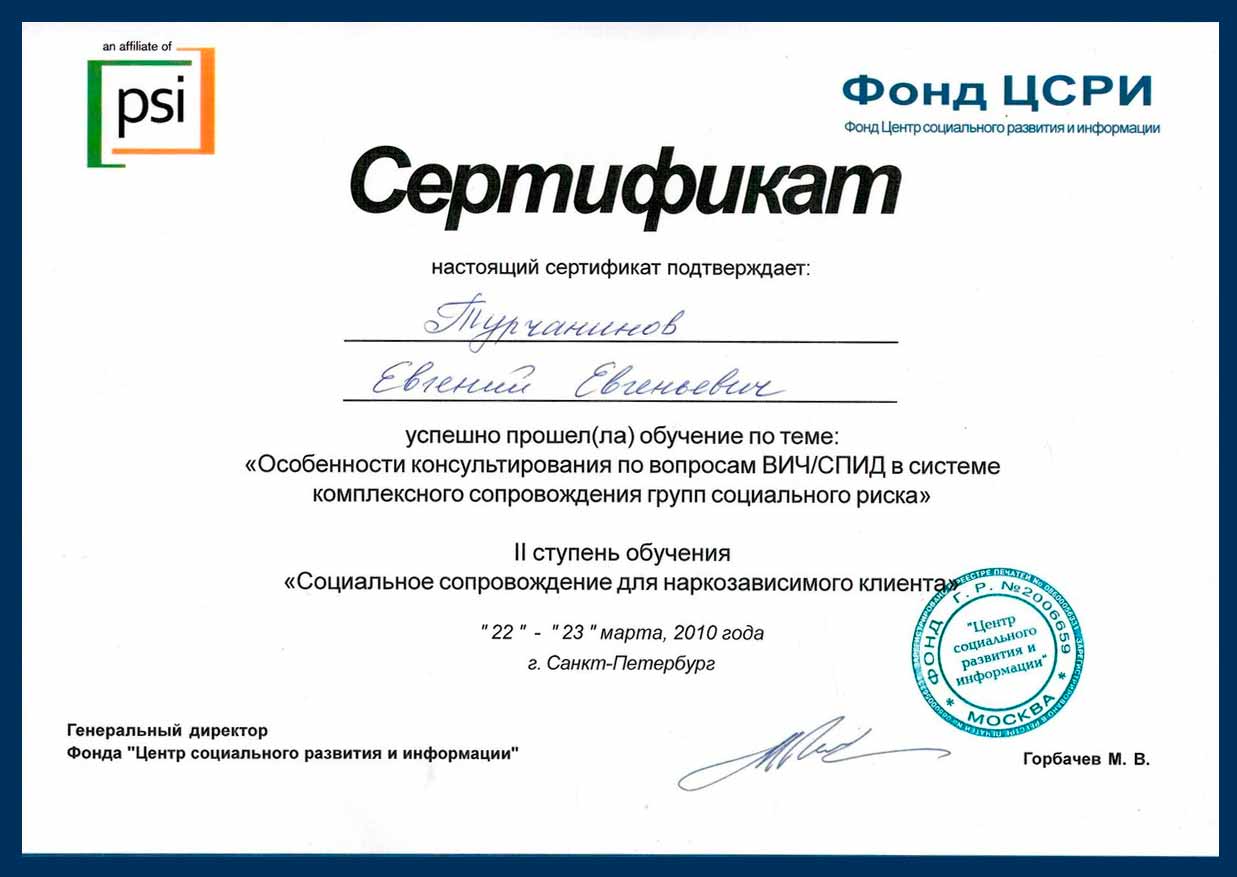 an affiliate of
psi
Фонд ЦСРИ
Фонд Центр социального развития и информации
Сертификат
настоящий сертификат подтверждает:
Турчанинов
Евгений Евгеньевич
успешно прошел(ла) обучение по теме:
«Особенности консультирования по вопросам ВИЧ/СПИД в системе
комплексного сопровождения групп социального риска»
II ступень обучения
«Социальное сопровождение для наркозависимого клиента»
"22" - "23" марта, 2010 года
г. Санкт-Петербург
ФОНД Г. Р. №2006659
"Центр
социального
развития и
информации"
* МОСКВА *
Генеральный директор
Фонда "Центр социального развития и информации"
Горбачев М. В.